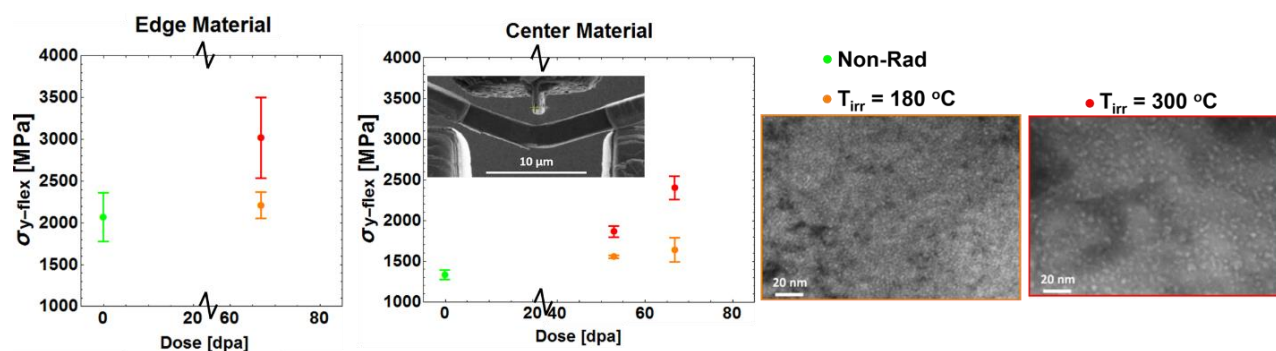 Edge Material
4000
3500
3000
2500
2000
1500
1000
σy−flex [MPa]
0 20 60 80
Dose [dpa]
Center Material
4000
3500
3000
2500
2000
1500
1000
σy−flex [MPa]
10 µm
0 20 40 60 80
Dose [dpa]
Non-Rad
Tirr = 180 °C
20 nm
Tirr = 300 °C
20 nm